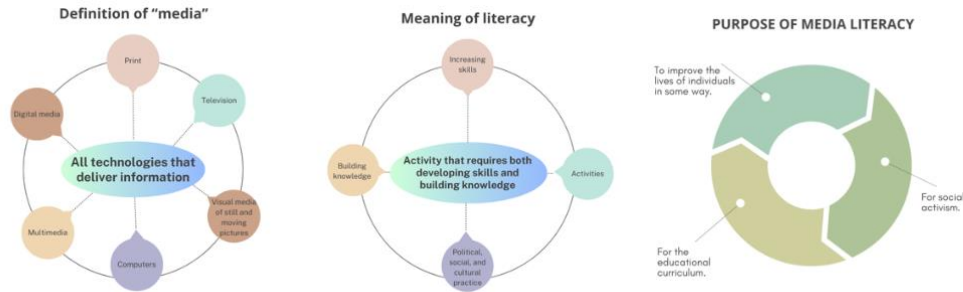 Definition of “media”
Print
Television
Digital media
All technologies that
deliver information
Visual media
of still and
moving
pictures
Multimedia
Computers
Meaning of literacy
Increasing
skills
Building
knowledge
Activity that requires both
developing skills and
building knowledge
Activities
Political,
social, and
cultural
practice
PURPOSE OF MEDIA LITERACY
To improve the
lives of individuals
in some way.
For social
activism.
For the
educational
curriculum.